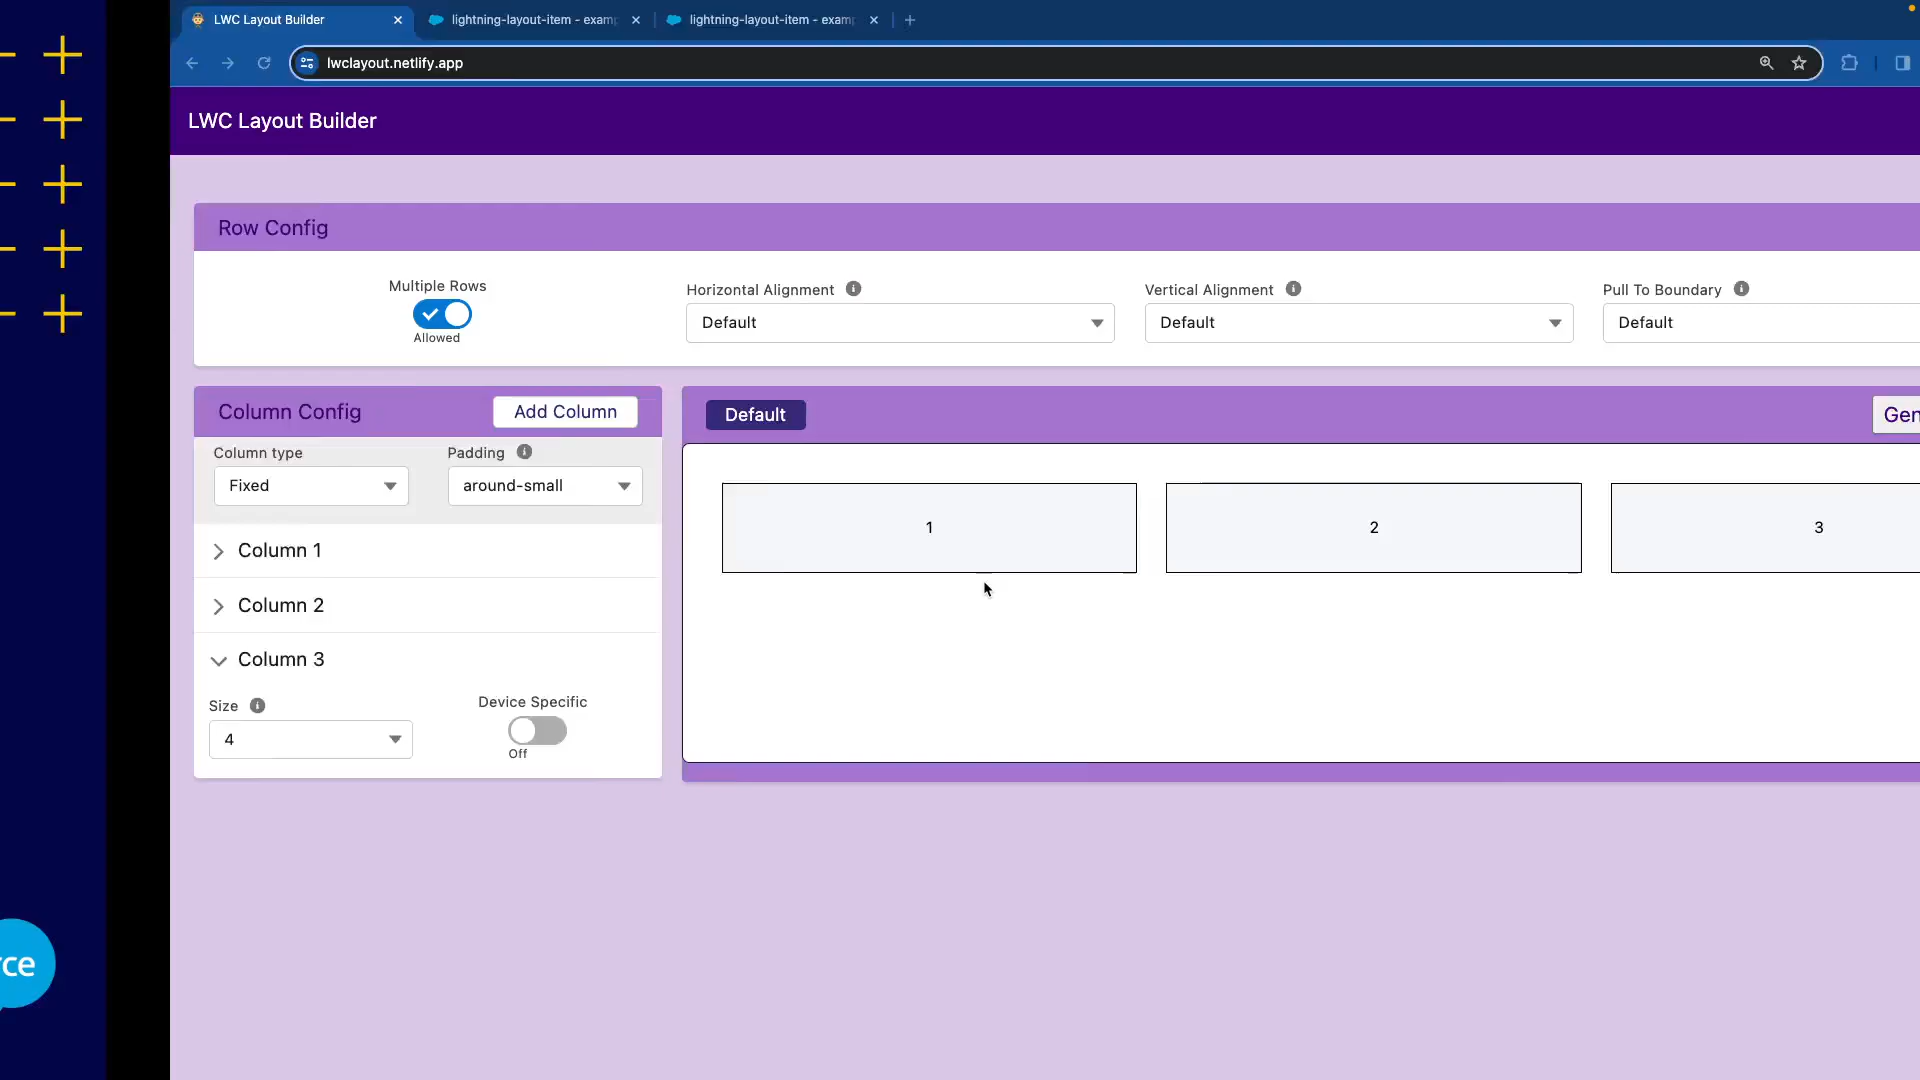 LWC Layout Builder
lightning-layout-item - examp
lightning-layout-item - examp
lwclayout.netlify.app
LWC Layout Builder
Row Config
Multiple Rows
Allowed
Horizontal Alignment
Default
Vertical Alignment
Default
Pull To Boundary
Default
Column Config
Add Column
Default
Gen
Column type
Fixed
Padding
around-small
1
2
3
Column 1
Column 2
Column 3
Size
4
Device Specific
Off
rce